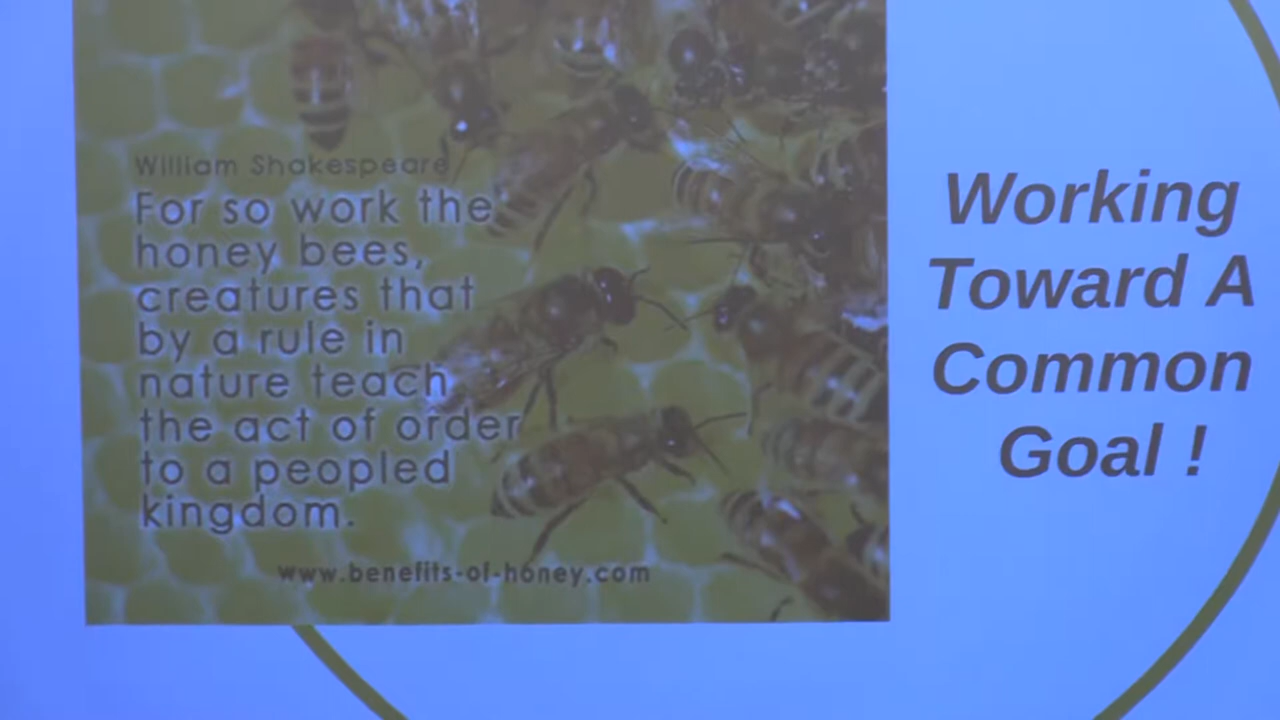 William Shakespeare
For so work the
honey bees,
creatures that
by a rule in
nature teach
the act of order
to a peopled
kingdom.
www.benefits-of-honey.com
Working
Toward A
Common
Goal !